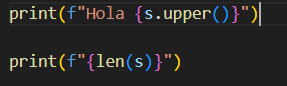 print(f"Hola {s.upper()}")
print(f"{len(s)}")